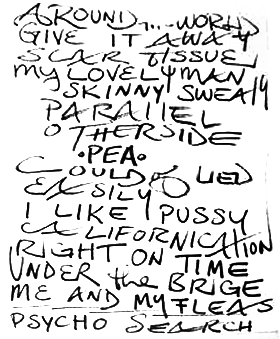 AROUND....WORLD
GIVE IT AWAY
SCAR TISSUE
MY LOVELY MAN
SKINNY SWEATY
PARALLEL
OTHERSIDE
•PEA•
COULD of LIED
EASILY
I LIKE PUSSY
CALIFORNICATION
RIGHT ON TIME
UNDER the BRIGE
ME AND MY FLEAS
PSYCHO SEARCH